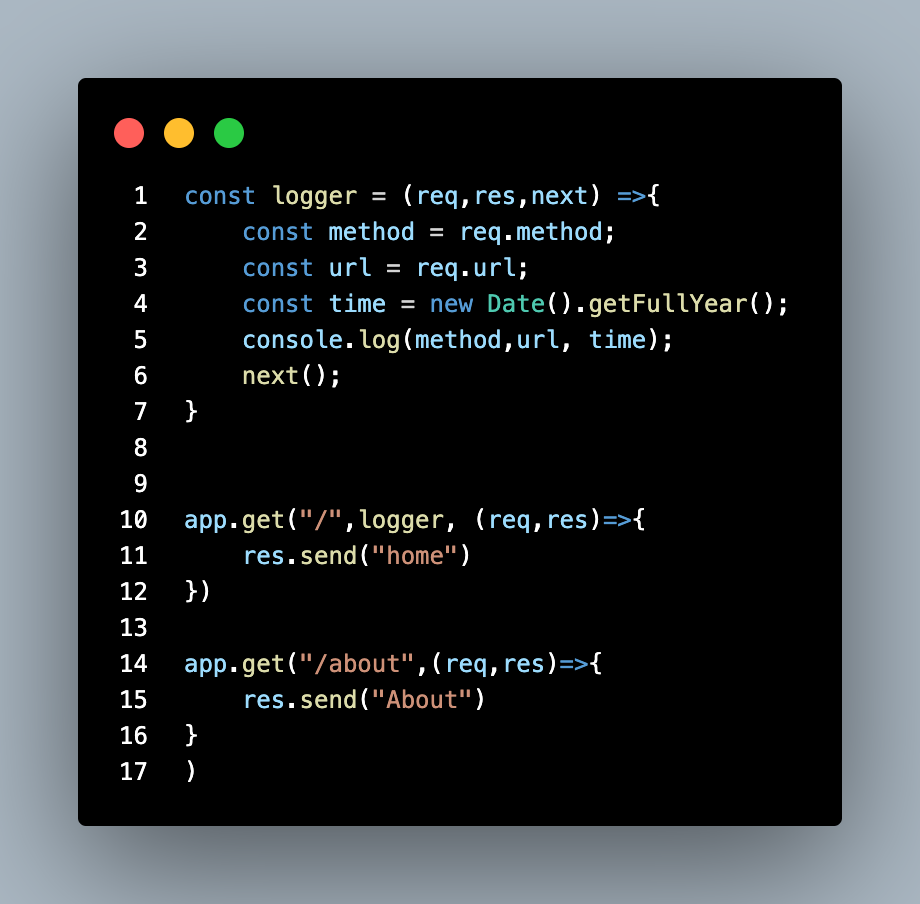 1 const logger = (req,res,next) =>{
2     const method = req.method;
3     const url = req.url;
4     const time = new Date().getFullYear();
5     console.log(method,url, time);
6     next();
7 }
8
9
10 app.get("/",logger, (req,res)=>{
11     res.send("home")
12 })
13
14 app.get("/about",(req,res)=>{
15     res.send("About")
16 }
17 )